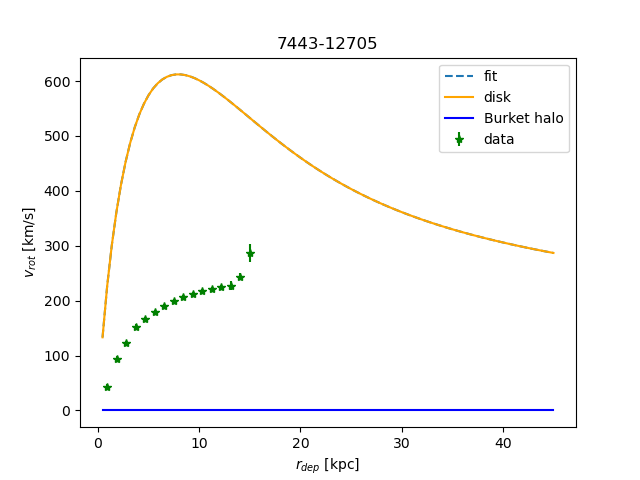 7443-12705
600
500
400
300
200
100
0
v_rot [km/s]
fit
disk
Burket halo
data
0 10 20 30 40
r_dep [kpc]